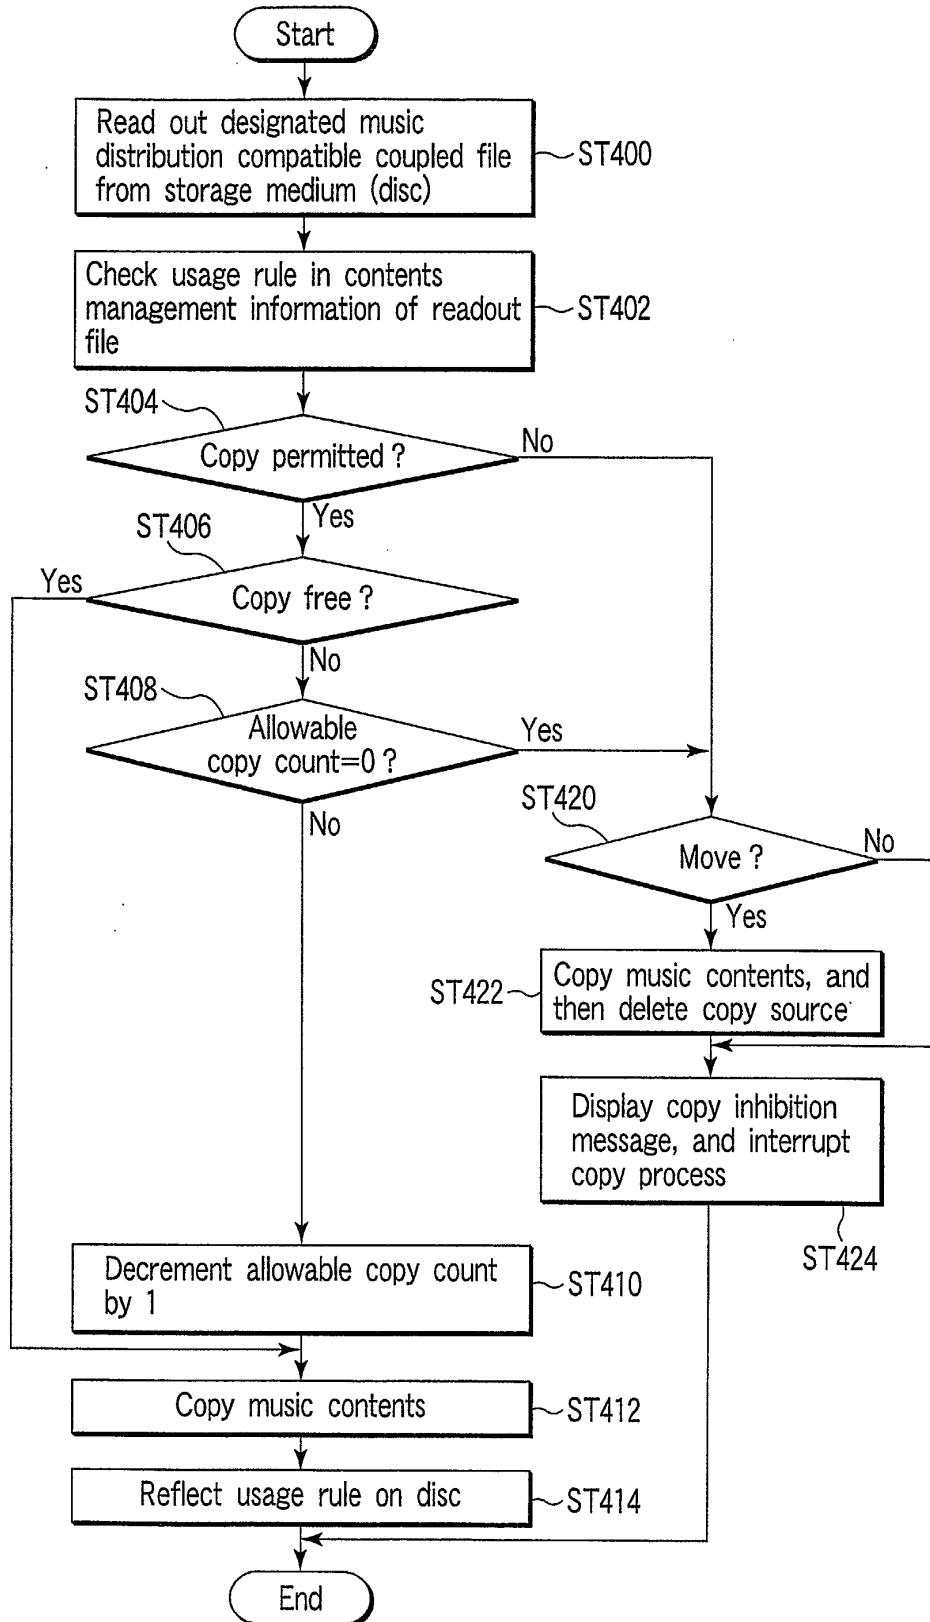 Start
Read out designated music
distribution compatible coupled file
from storage medium (disc)
ST400
Check usage rule in contents
management information of readout
file
ST402
ST404
Copy permitted ?
No
Yes
ST406
Yes
Copy free ?
No
ST408
Allowable
copy count=0 ?
Yes
No
ST420
Move ?
No
Yes
ST422
Copy music contents, and
then delete copy source
Display copy inhibition
message, and interrupt
copy process
ST424
Decrement allowable copy count
by 1
ST410
Copy music contents
ST412
Reflect usage rule on disc
ST414
End